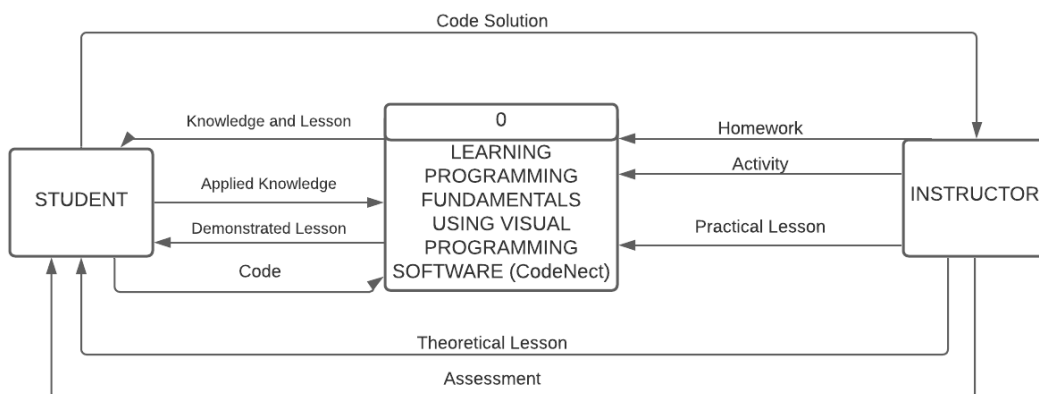 Code Solution
Knowledge and Lesson
0
Homework
LEARNING
PROGRAMMING
FUNDAMENTALS
USING VISUAL
PROGRAMMING
SOFTWARE (CodeNect)
Activity
STUDENT
Applied Knowledge
INSTRUCTOR
Demonstrated Lesson
Practical Lesson
Code
Theoretical Lesson
Assessment